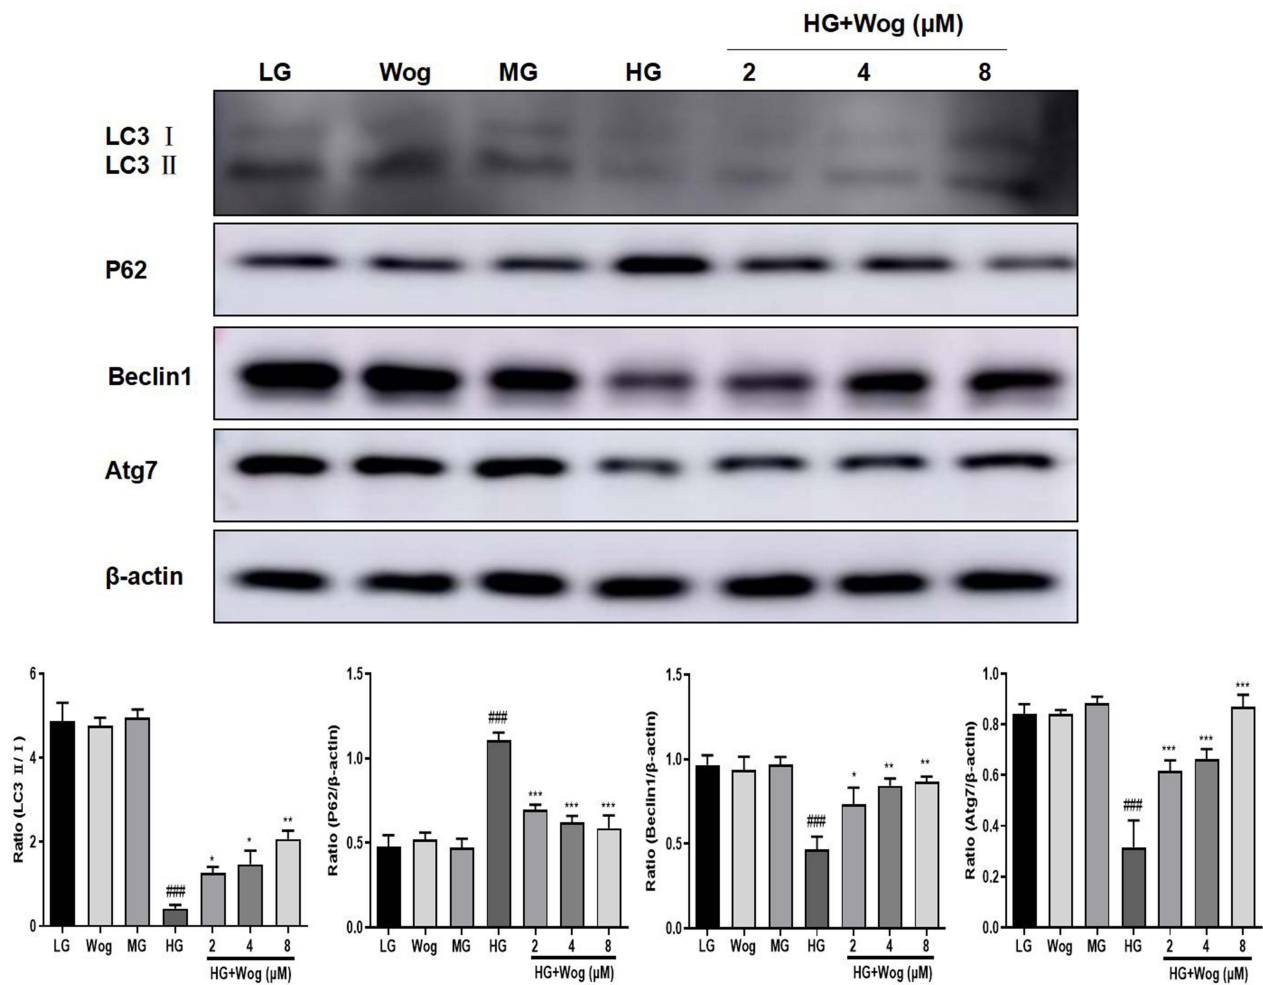 HG+Wog (μM)
LG Wog MG HG 2 4 8
LC3 Ⅰ
LC3 Ⅱ
P62
Beclin1
Atg7
β-actin
Ratio (LC3 Ⅱ/Ⅰ)
6
4
2
0
###
*
*
**
LG Wog MG HG 2 4 8
HG+Wog (μM)
Ratio (P62/β-actin)
1.5
1.0
0.5
0.0
###
***
***
***
LG Wog MG HG 2 4 8
HG+Wog (μM)
Ratio (Beclin1/β-actin)
1.5
1.0
0.5
0.0
###
*
**
**
LG Wog MG HG 2 4 8
HG+Wog (μM)
Ratio (Atg7/β-actin)
1.0
0.8
0.6
0.4
0.2
0.0
###
***
***
***
LG Wog MG HG 2 4 8
HG+Wog (μM)